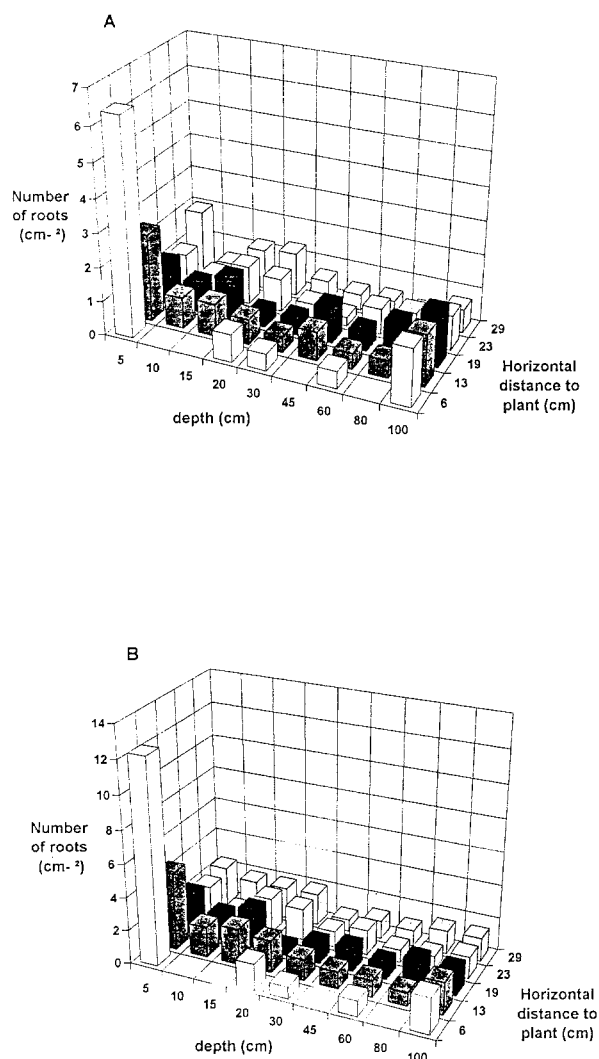 A
7
6
5
4
3
2
1
0
Number
of roots
(cm- ²)
5
10
15
20
30
45
60
80
100
depth (cm)
29
23
19
13
6
Horizontal
distance to
plant (cm)
B
14
12
10
8
6
4
2
0
Number
of roots
(cm- ²)
5
10
15
20
30
45
60
80
100
depth (cm)
29
23
19
13
6
Horizontal
distance to
plant (cm)